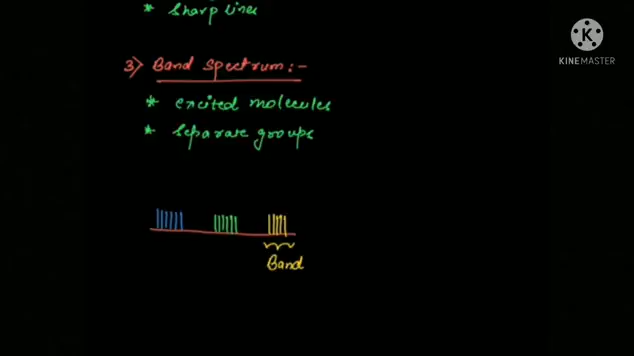 * Sharp lines
3) Band Spectrum:-
* excited molecules
* Separate groups
Band
K
KINEMASTER